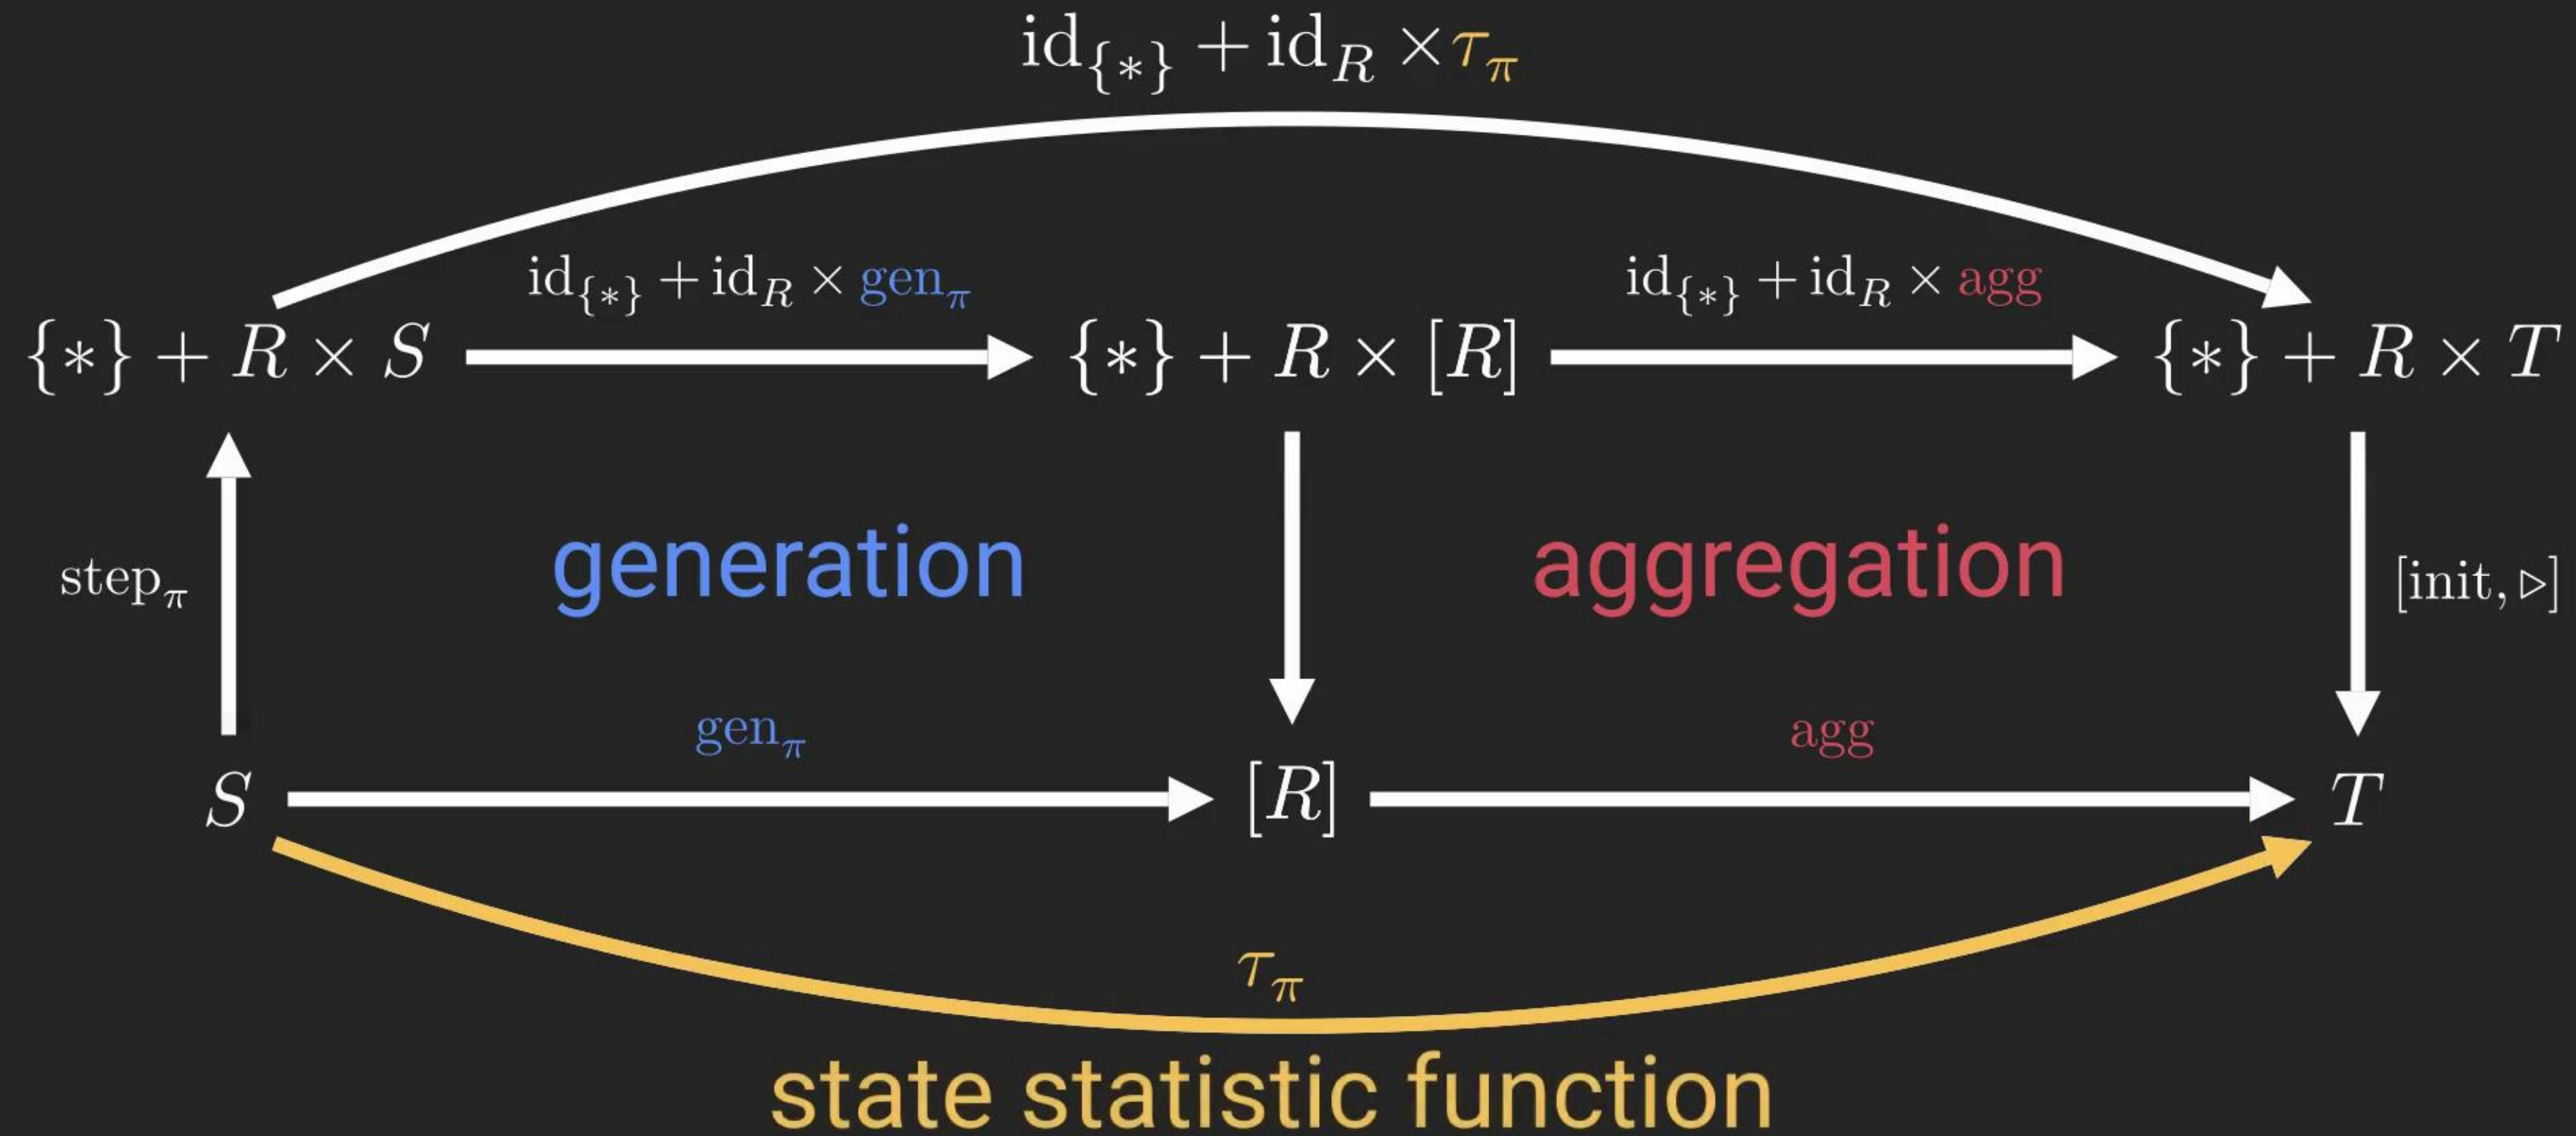 id_{∗} + id_R × τ_π
id_{∗} + id_R × gen_π
id_{∗} + id_R × agg
{∗} + R × S
{∗} + R × [R]
{∗} + R × T
step_π
generation
aggregation
[init, ▷]
gen_π
agg
S
[R]
T
τ_π
state statistic function